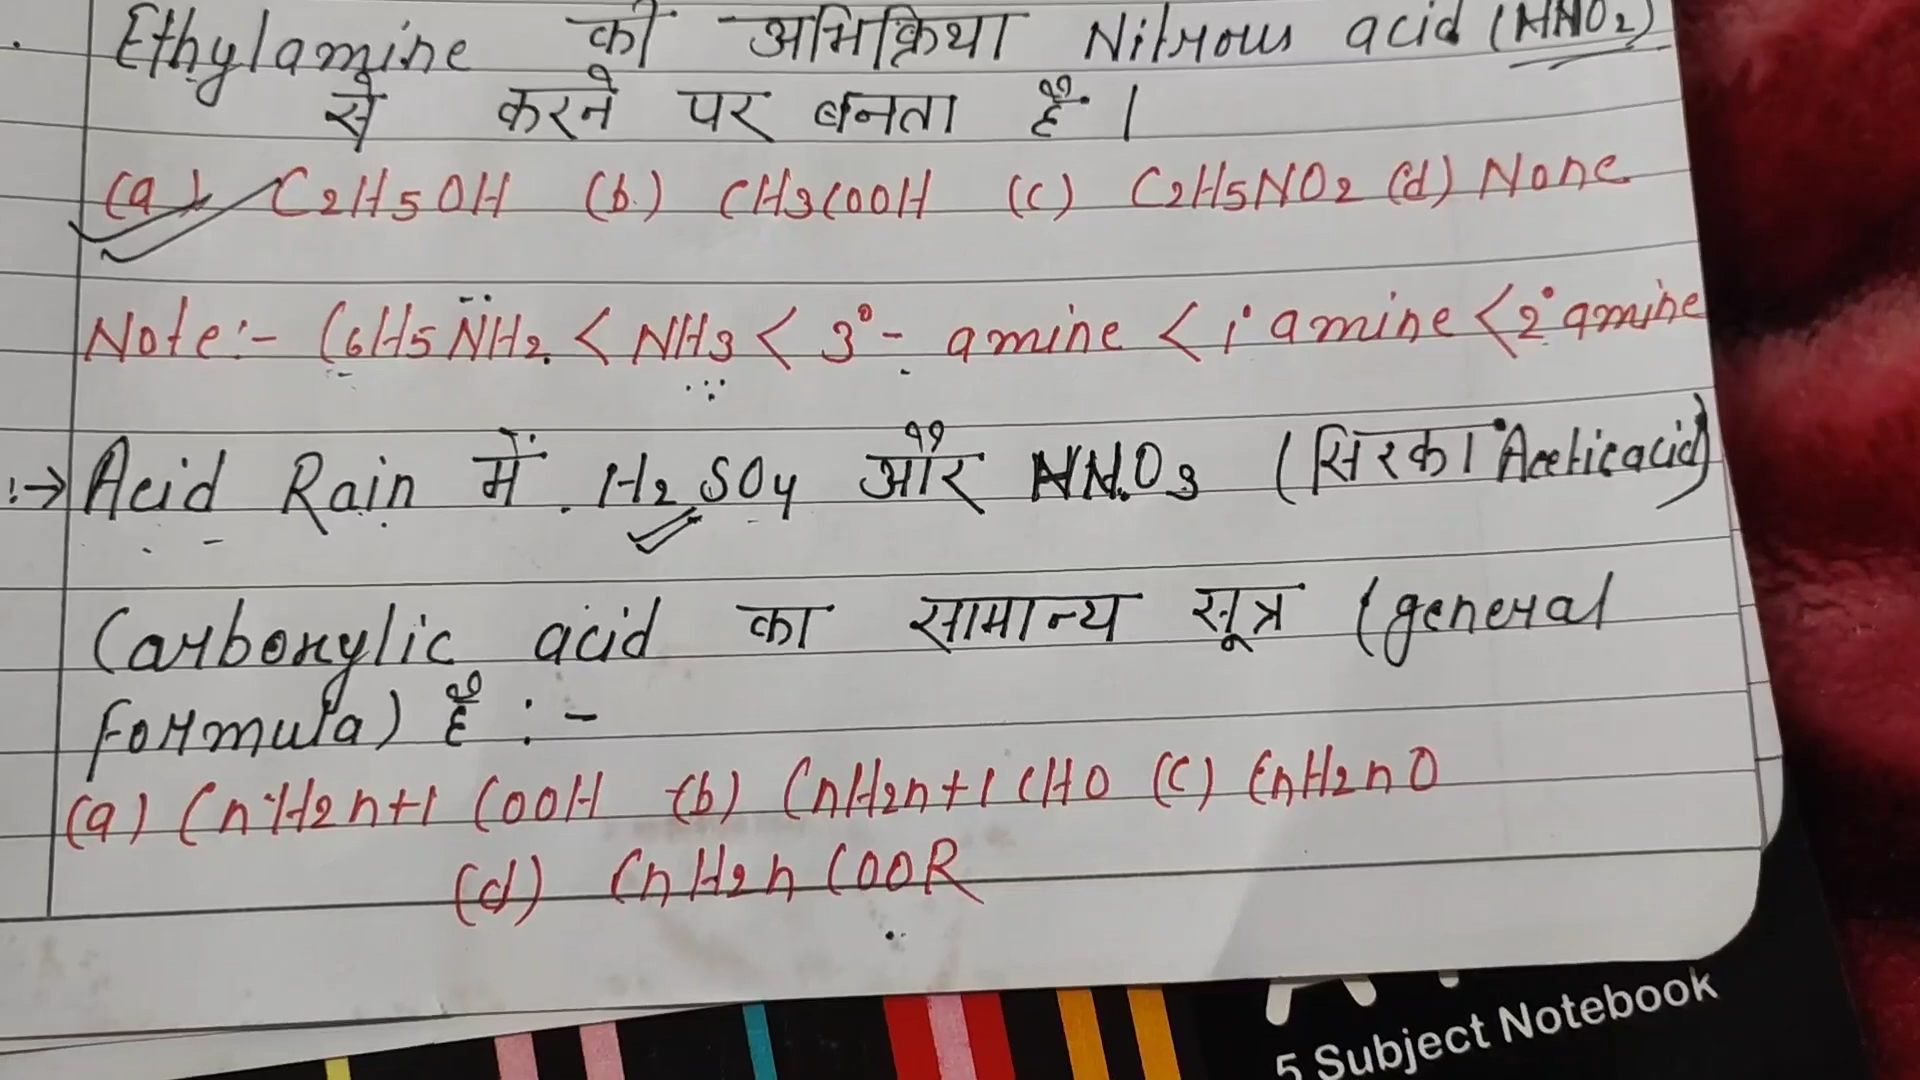 Ethylamine की अभिक्रिया Nitrous acid (HNO2)
से करने पर बनता है।
(a) C2H5OH (b.) CH3COOH (c) C2H5NO2 (d) None
Note:- C6H5NH2 < NH3 < 3°- amine < 1° amine < 2° amine
:→ Acid Rain में H2SO4 और HNO3 (सिरका Aceticacid)
Carboxylic acid का सामान्य सूत्र (general
formula) है :-
(a) CnH2n+1 COOH (b) CnH2n+1 CHO (c) CnH2nO
(d) CnH2n COOR
5 Subject Notebook